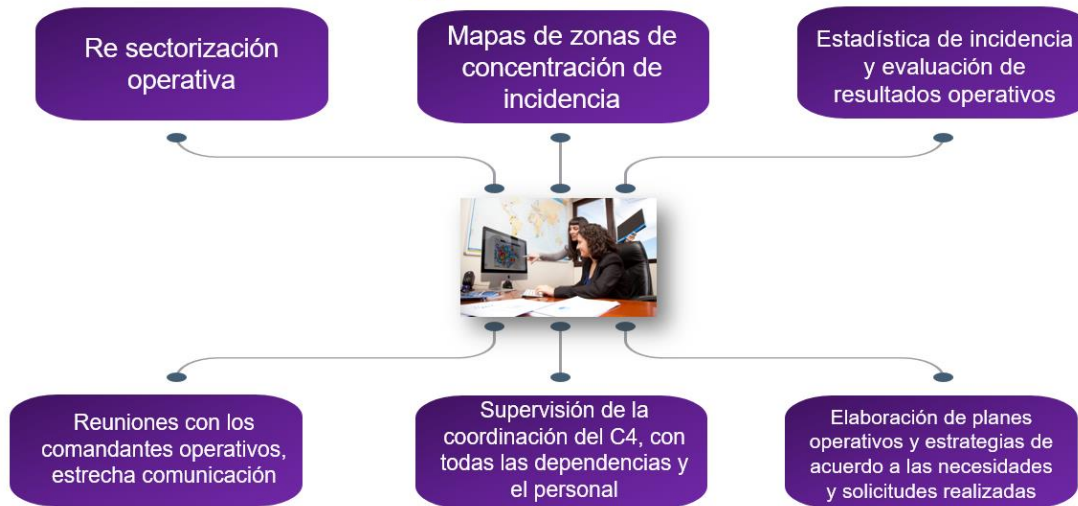 Re sectorización
operativa
Mapas de zonas de
concentración de
incidencia
Estadística de incidencia
y evaluación de
resultados operativos
Reuniones con los
comandantes operativos,
estrecha comunicación
Supervisión de la
coordinación del C4, con
todas las dependencias y
el personal
Elaboración de planes
operativos y estrategias de
acuerdo a las necesidades
y solicitudes realizadas